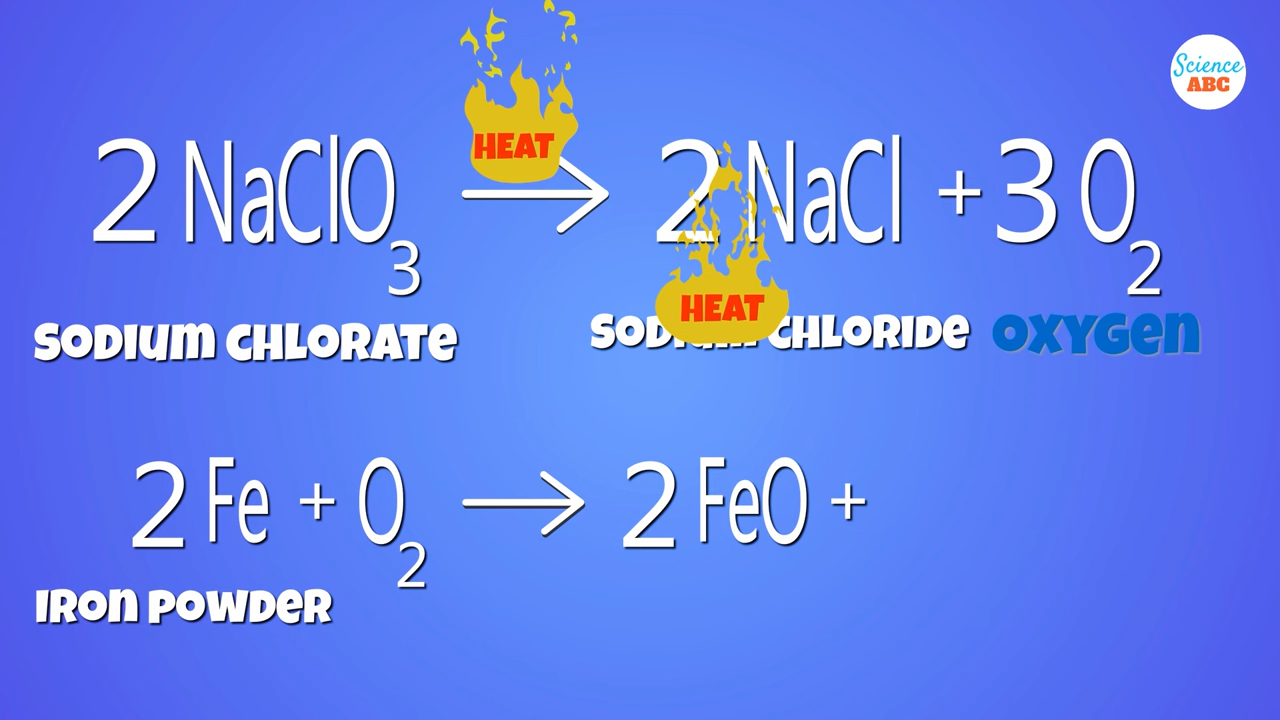 Science
ABC
HEAT
2 NaClO3 → 2 NaCl + 3 O2
HEAT
SODIUM CHLORATE SODIUM CHLORIDE OXYGEN
2 Fe + O2 → 2 FeO +
IRON POWDER